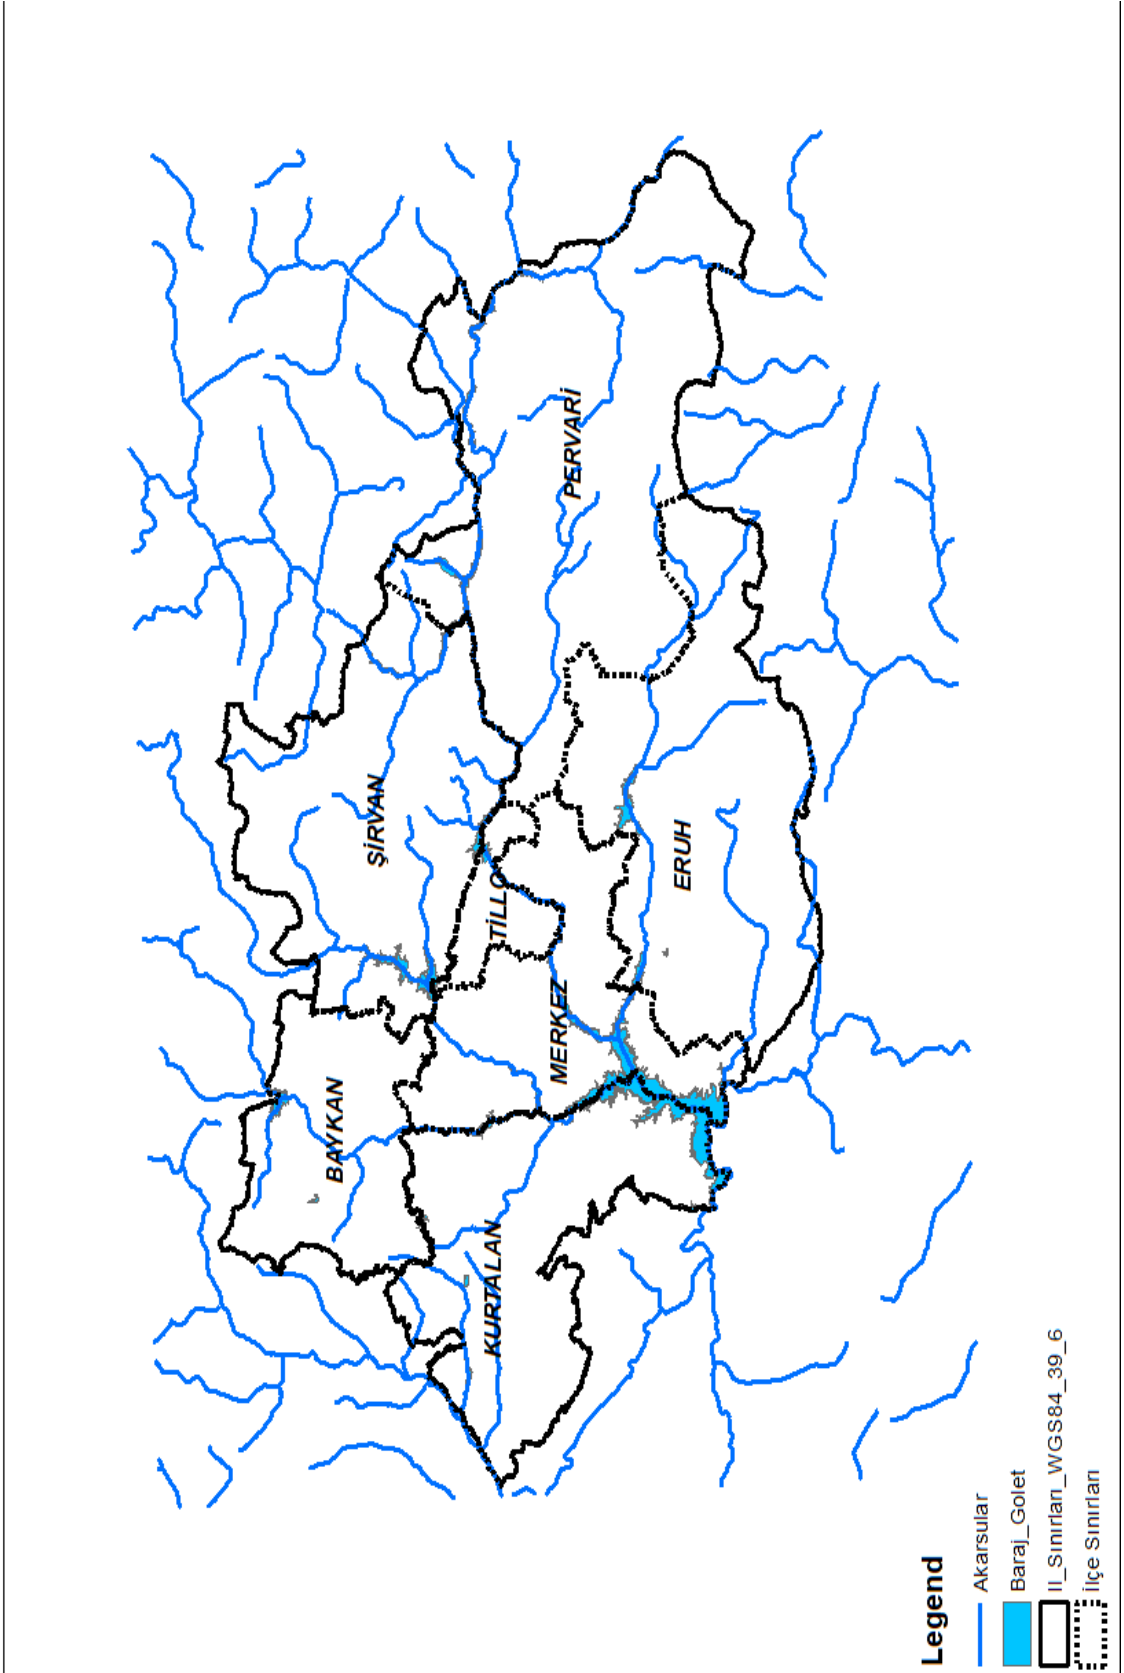 BAYKAN
ŞİRVAN
KURTALAN
TİLLO
MERKEZ
PERVARİ
ERUH
Legend
Akarsular
Baraj_Golet
Il_Sınırları_WGS84_39_6
İlçe Sınırları